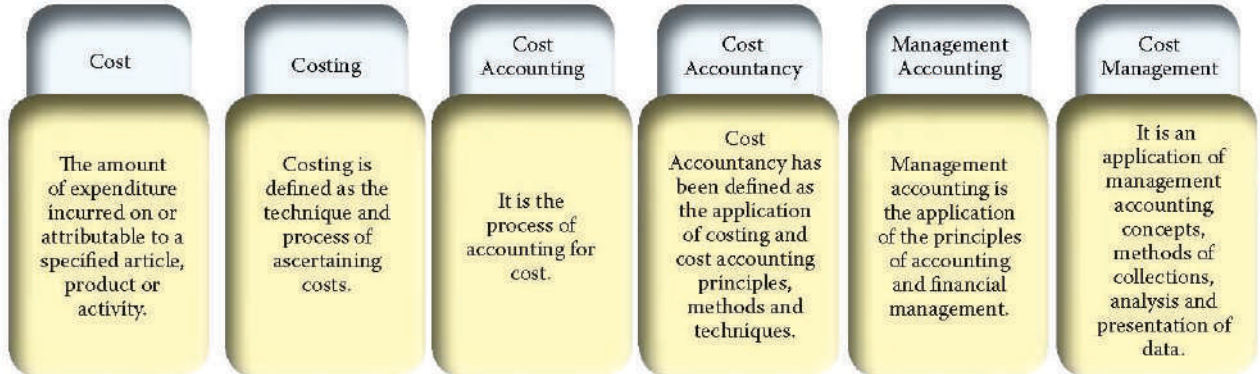 Cost
The amount
of expenditure
incurred on or
attributable to a
specified article,
product or
activity.
Costing
Costing is
defined as the
technique and
process of
ascertaining
costs.
Cost
Accounting
It is the
process of
accounting for
cost.
Cost
Accountancy
Cost
Accountancy has
been defined as
the application
of costing and
cost accounting
principles,
methods and
techniques.
Management
Accounting
Management
accounting is
the application
of the principles
of accounting
and financial
management.
Cost
Management
It is an
application of
management
accounting
concepts,
methods of
collections,
analysis and
presentation of
data.